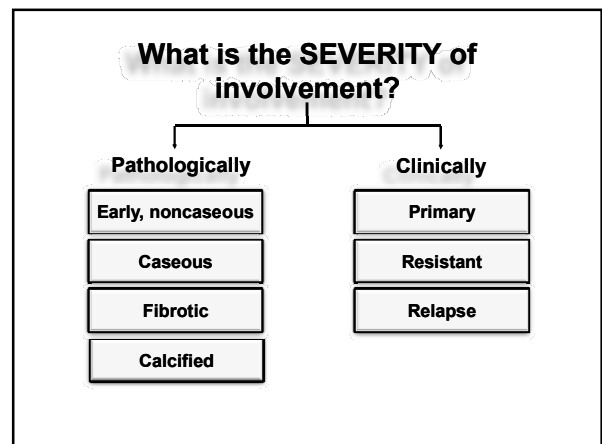 What is the SEVERITY of
involvement?
Pathologically
Early, noncaseous
Caseous
Fibrotic
Calcified
Clinically
Primary
Resistant
Relapse